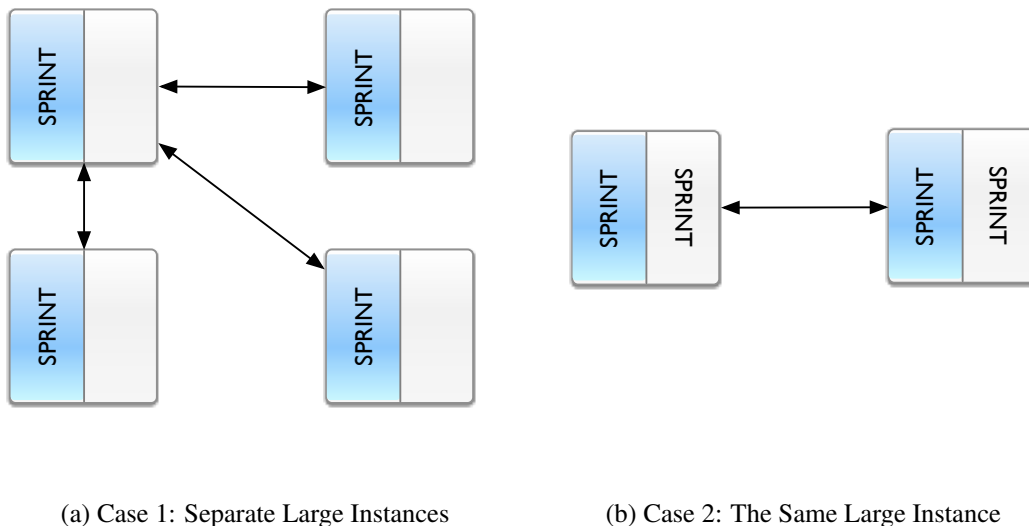 SPRINT
SPRINT
SPRINT
SPRINT
SPRINT
SPRINT
SPRINT
SPRINT
(a) Case 1: Separate Large Instances
(b) Case 2: The Same Large Instance